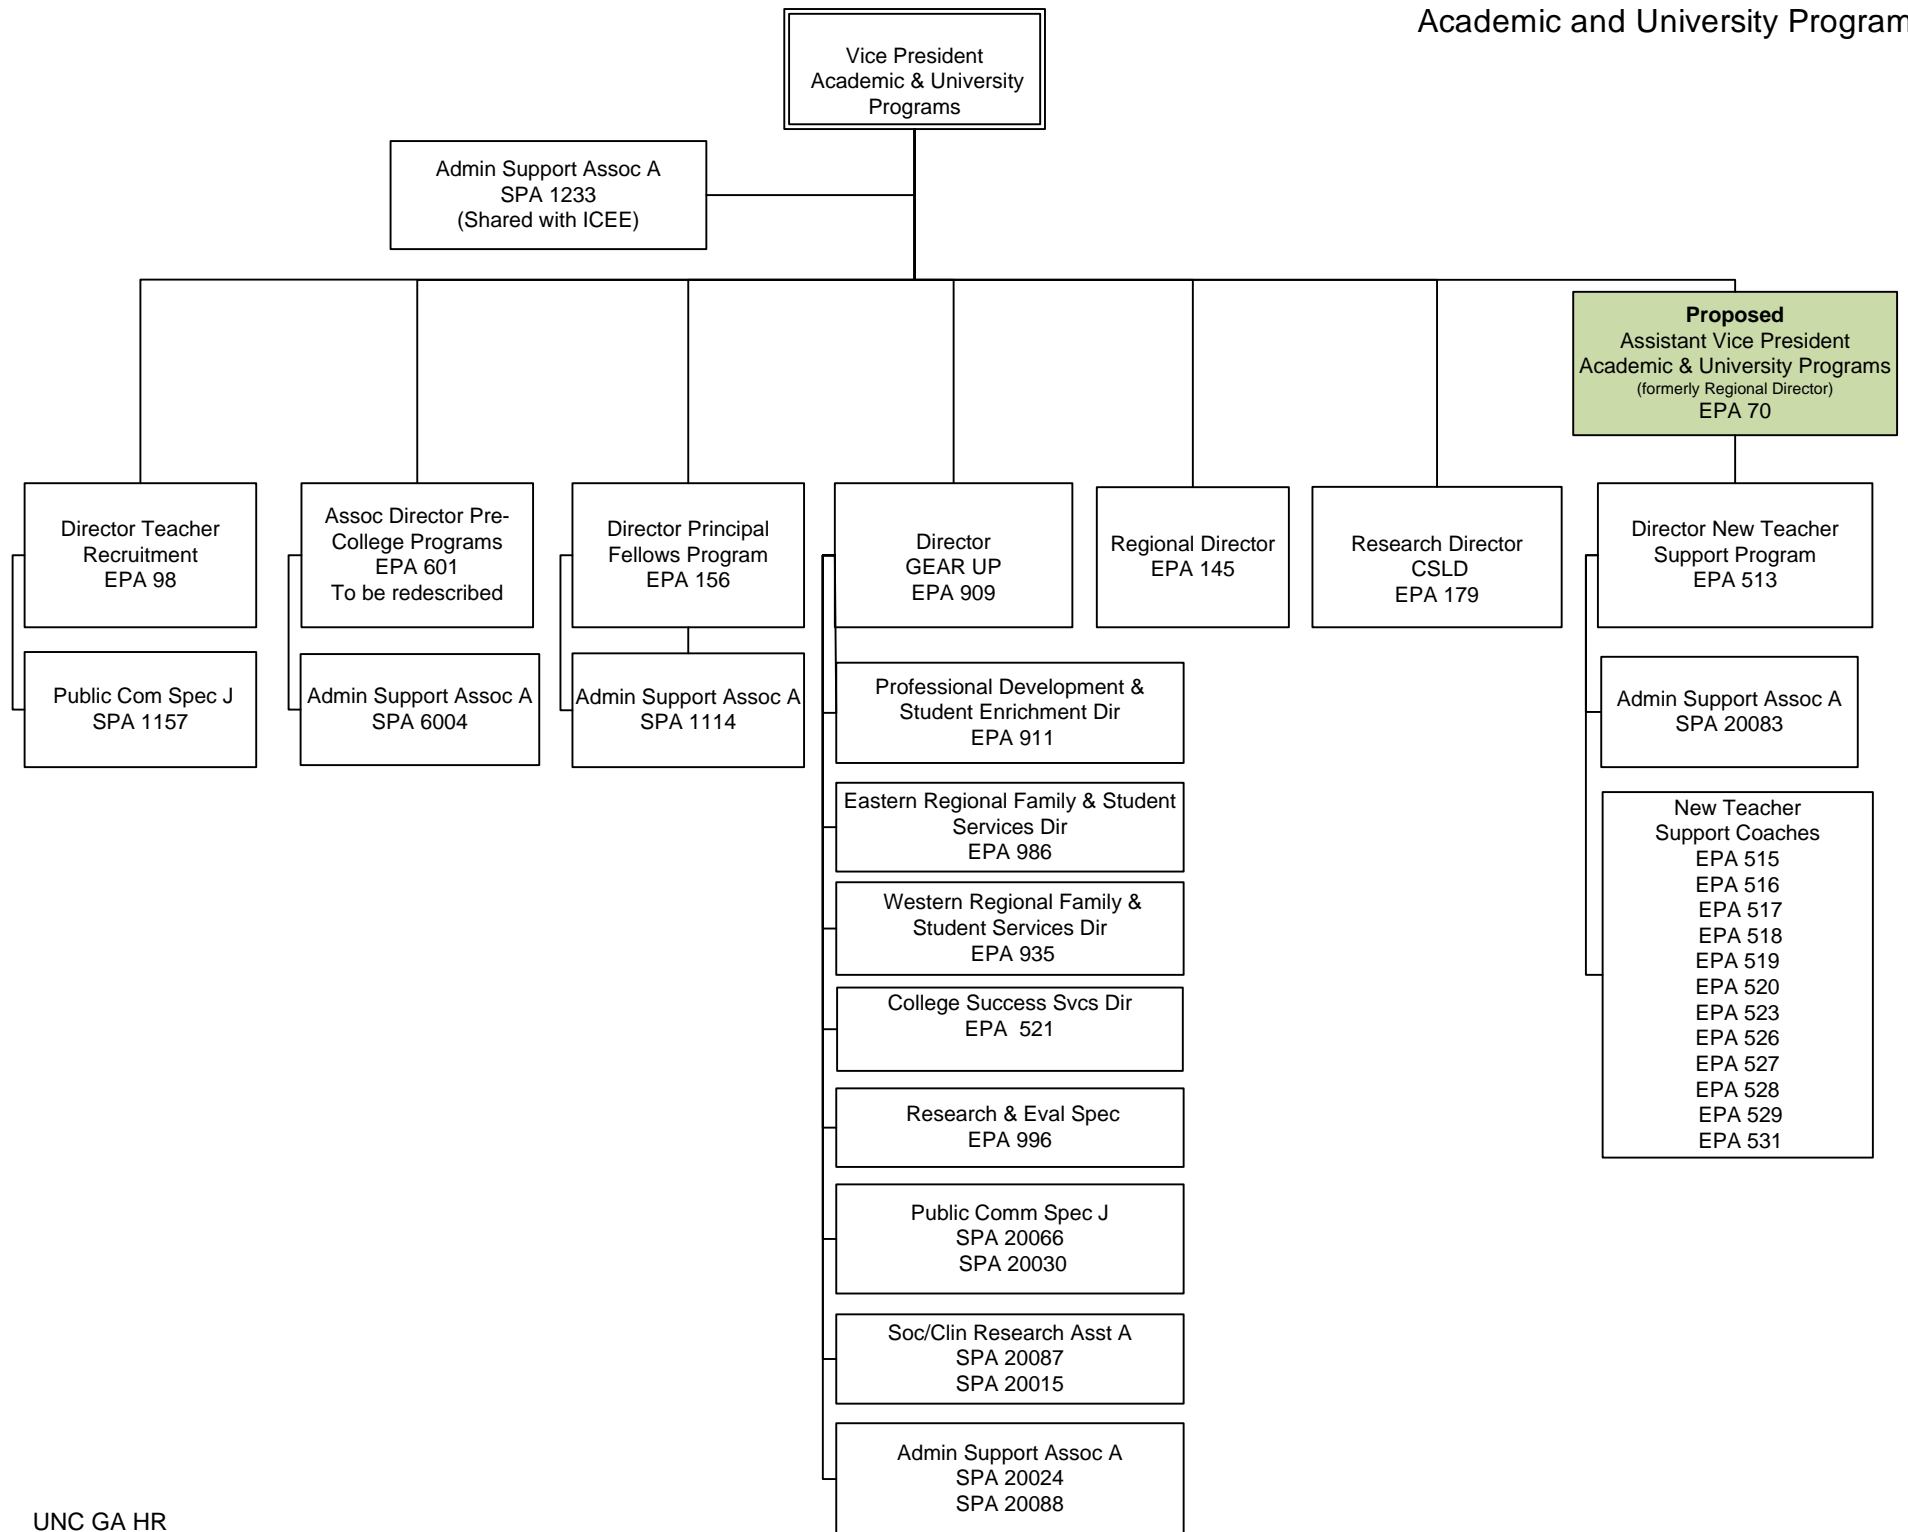 Academic and University Program
Vice President
Academic & University
Programs
Admin Support Assoc A
SPA 1233
(Shared with ICEE)
Proposed
Assistant Vice President
Academic & University Programs
(formerly Regional Director)
EPA 70
Director Teacher
Recruitment
EPA 98
Assoc Director Pre-
College Programs
EPA 601
To be redescribed
Director Principal
Fellows Program
EPA 156
Director
GEAR UP
EPA 909
Regional Director
EPA 145
Research Director
CSLD
EPA 179
Director New Teacher
Support Program
EPA 513
Public Com Spec J
SPA 1157
Admin Support Assoc A
SPA 6004
Admin Support Assoc A
SPA 1114
Professional Development &
Student Enrichment Dir
EPA 911
Eastern Regional Family & Student
Services Dir
EPA 986
Western Regional Family &
Student Services Dir
EPA 935
College Success Svcs Dir
EPA  521
Research & Eval Spec
EPA 996
Public Comm Spec J
SPA 20066
SPA 20030
Soc/Clin Research Asst A
SPA 20087
SPA 20015
Admin Support Assoc A
SPA 20024
SPA 20088
Admin Support Assoc A
SPA 20083
New Teacher
Support Coaches
EPA 515
EPA 516
EPA 517
EPA 518
EPA 519
EPA 520
EPA 523
EPA 526
EPA 527
EPA 528
EPA 529
EPA 531
UNC GA HR